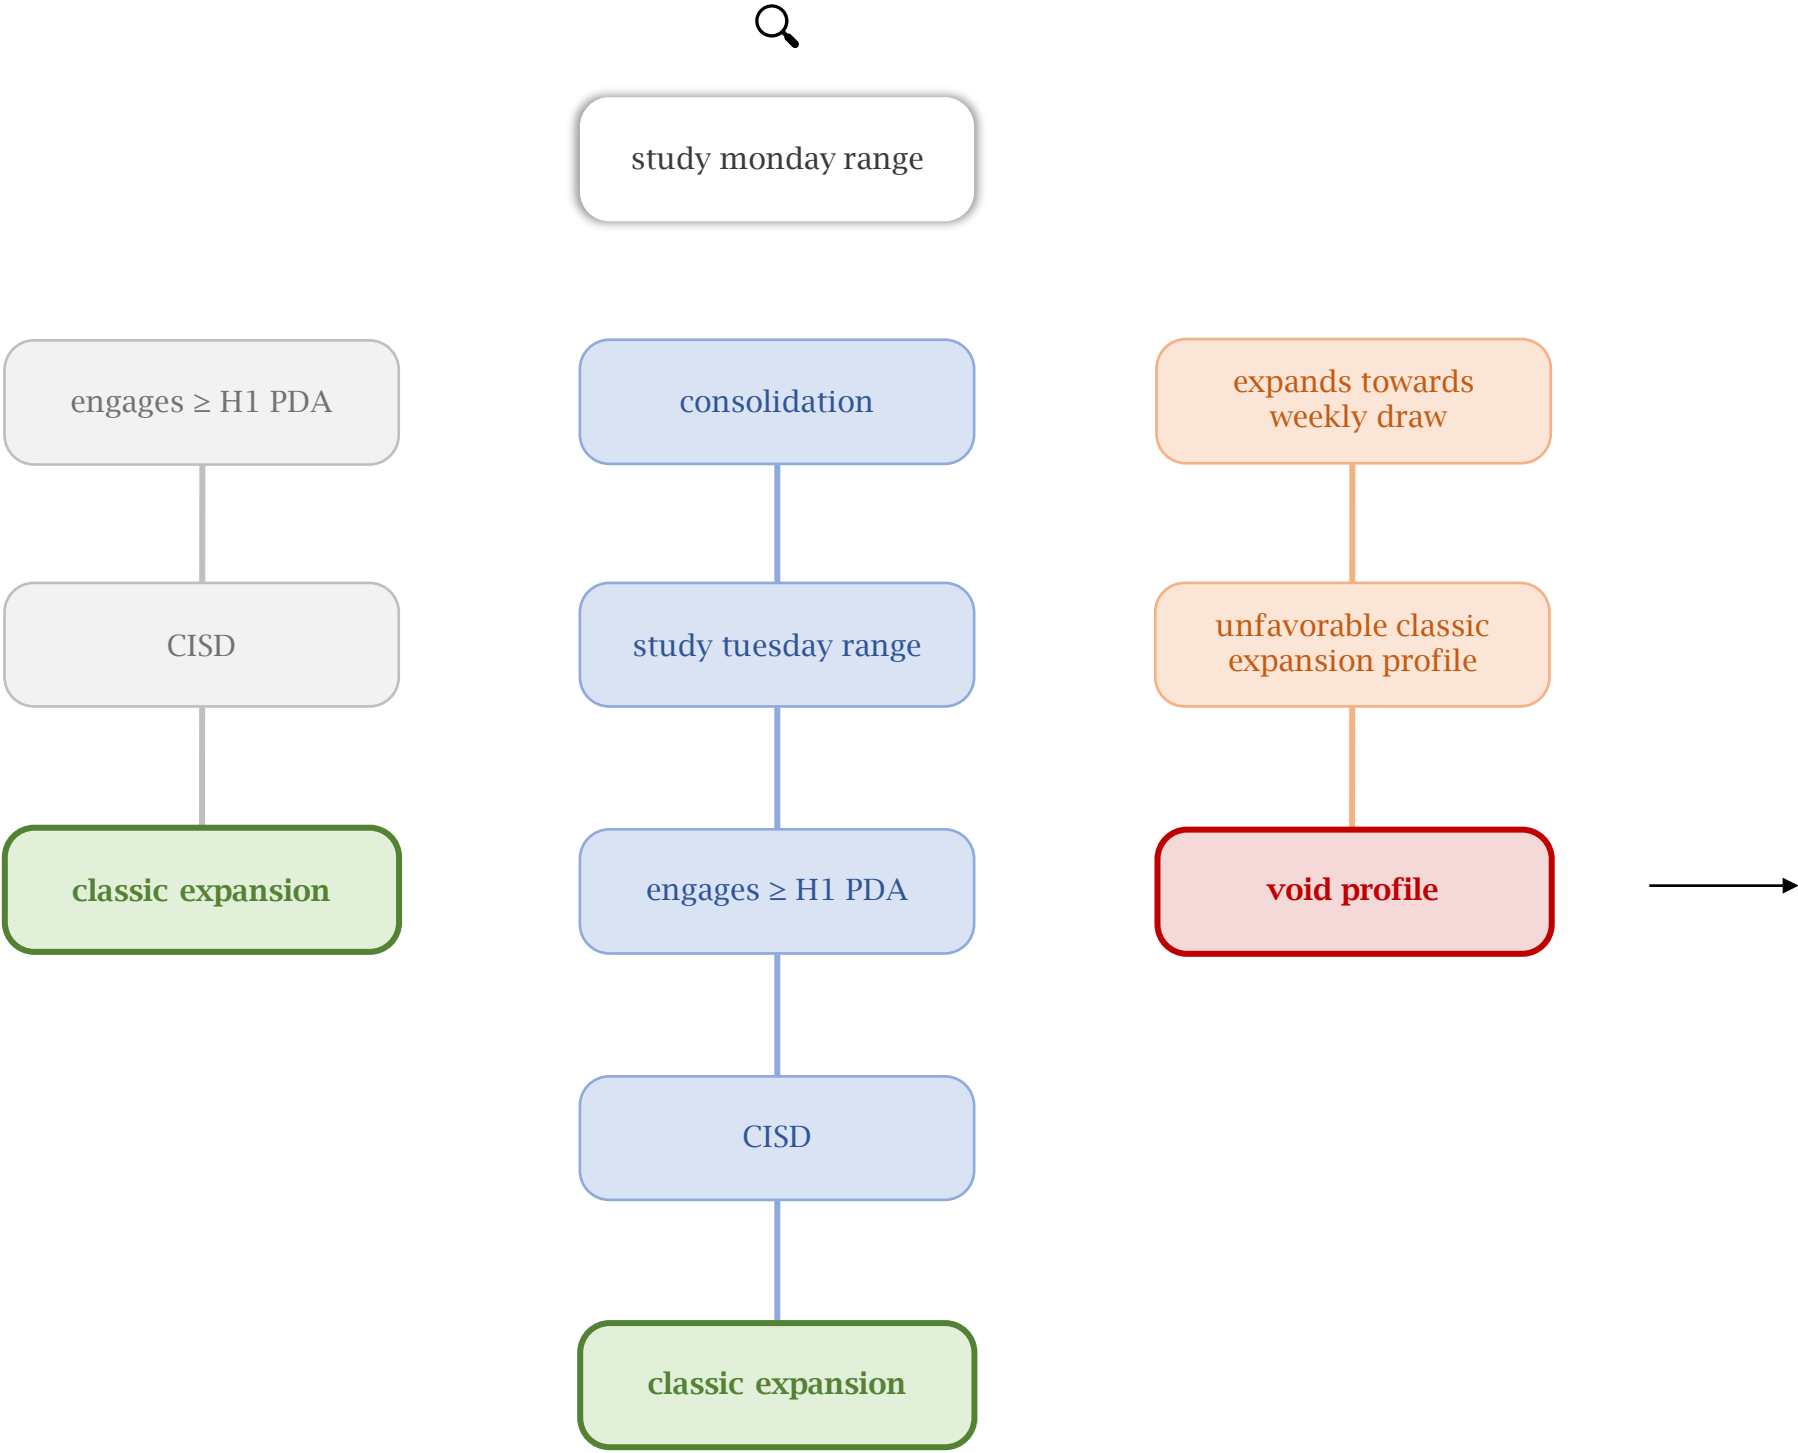 study monday range
engages ≥ H1 PDA
CISD
classic expansion
consolidation
study tuesday range
engages ≥ H1 PDA
CISD
classic expansion
expands towards
weekly draw
unfavorable classic
expansion profile
void profile